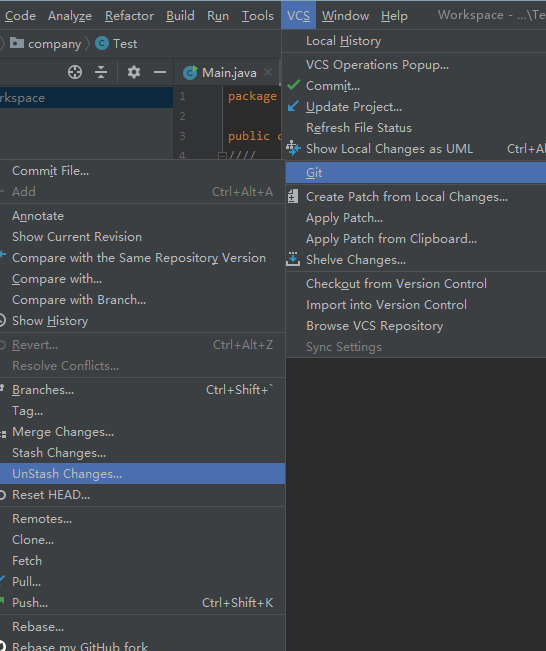 Code Analyze Refactor Build Run Tools VCS Window Help Workspace - ...\Te
company Test
Local History
Main.java
VCS Operations Popup...
Commit...
rkspace
1 package
Update Project...
2
Refresh File Status
3 public c
Show Local Changes as UML Ctrl+Al
4 ////
Git
Create Patch from Local Changes...
Apply Patch...
Apply Patch from Clipboard...
Shelve Changes...
Checkout from Version Control
Import into Version Control
Browse VCS Repository
Sync Settings
Commit File...
Add Ctrl+Alt+A
Annotate
Show Current Revision
Compare with the Same Repository Version
Compare with...
Compare with Branch...
Show History
Revert... Ctrl+Alt+Z
Resolve Conflicts...
Branches... Ctrl+Shift+`
Tag...
Merge Changes...
Stash Changes...
UnStash Changes...
Reset HEAD...
Remotes...
Clone...
Fetch
Pull...
Push... Ctrl+Shift+K
Rebase...
Rebase my GitHub fork